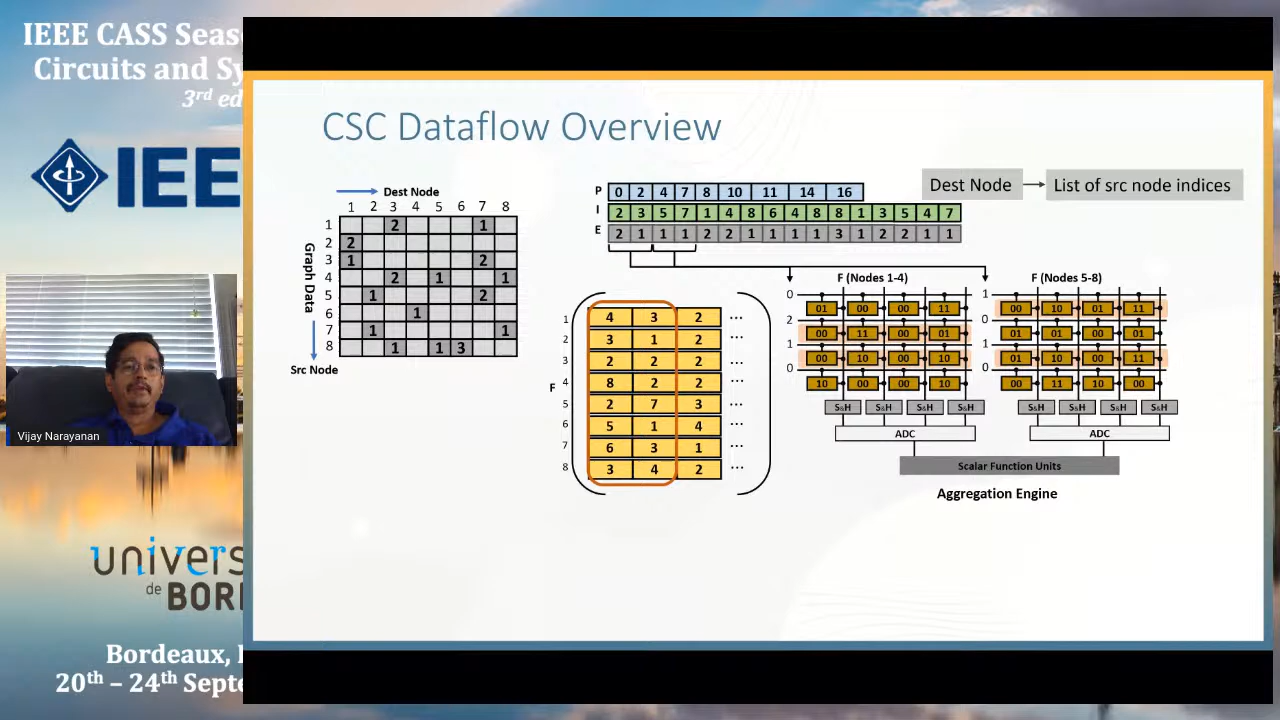 IEEE CASS Seas
Circuits and Sy
3rd ed
IEE
Vijay Narayanan
univers
de BORI
Bordeaux,
20th – 24th Septe
CSC Dataflow Overview
Dest Node
1 2 3 4 5 6 7 8
Graph Data
1 2 1
2 2
3 1 2
4 2 1 1
5 1 2
6 1
7 1 1
8 1 1 3
Src Node
P 0 2 4 7 8 10 11 14 16
I 2 3 5 7 1 4 8 6 4 8 8 1 3 5 4 7
E 2 1 1 1 2 2 1 1 1 1 3 1 2 2 1 1
Dest Node
List of src node indices
F
1 4 3 2 ...
2 3 1 2 ...
3 2 2 2 ...
4 8 2 2 ...
5 2 7 3 ...
6 5 1 4 ...
7 6 3 1 ...
8 3 4 2 ...
F (Nodes 1-4)
0
01 00 00 11
2
00 11 00 01
1
00 10 00 10
0
10 00 00 10
S&H S&H S&H S&H
ADC
F (Nodes 5-8)
1
00 10 01 11
0
01 01 00 01
1
01 10 00 11
0
00 11 10 00
S&H S&H S&H S&H
ADC
Scalar Function Units
Aggregation Engine